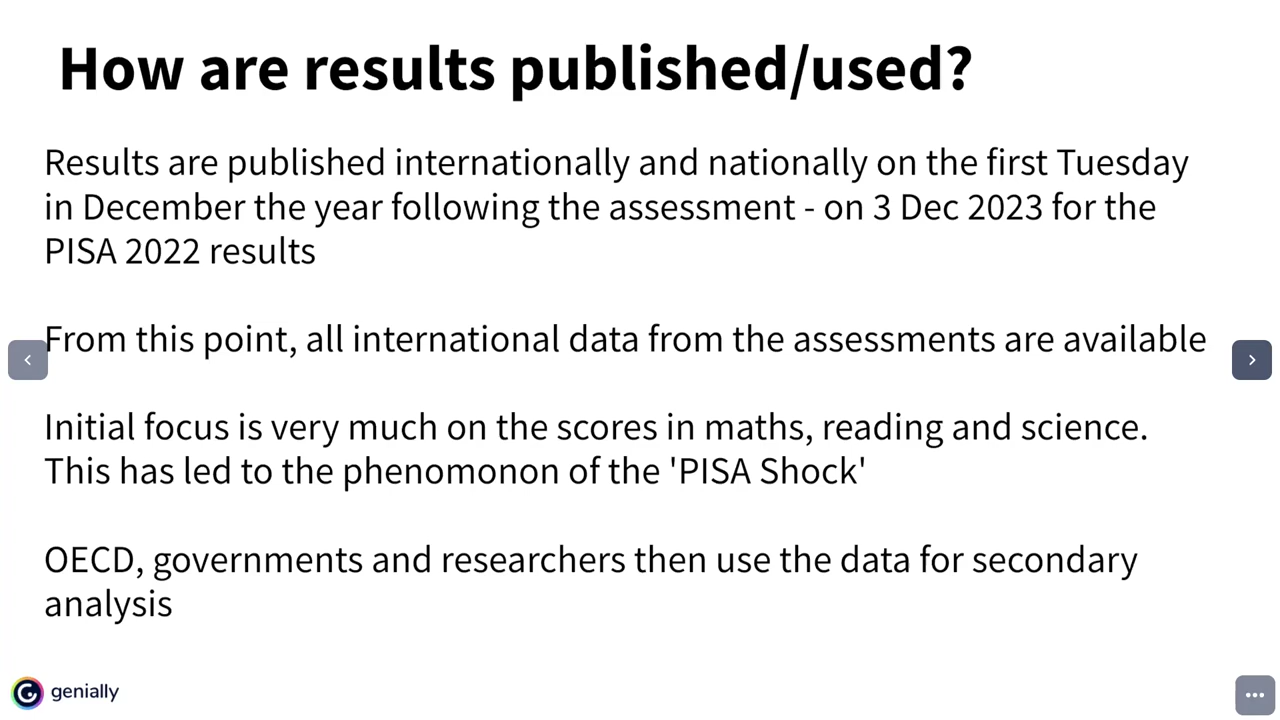 How are results published/used?
Results are published internationally and nationally on the first Tuesday
in December the year following the assessment - on 3 Dec 2023 for the
PISA 2022 results
From this point, all international data from the assessments are available
Initial focus is very much on the scores in maths, reading and science.
This has led to the phenomonon of the 'PISA Shock'
OECD, governments and researchers then use the data for secondary
analysis
genially